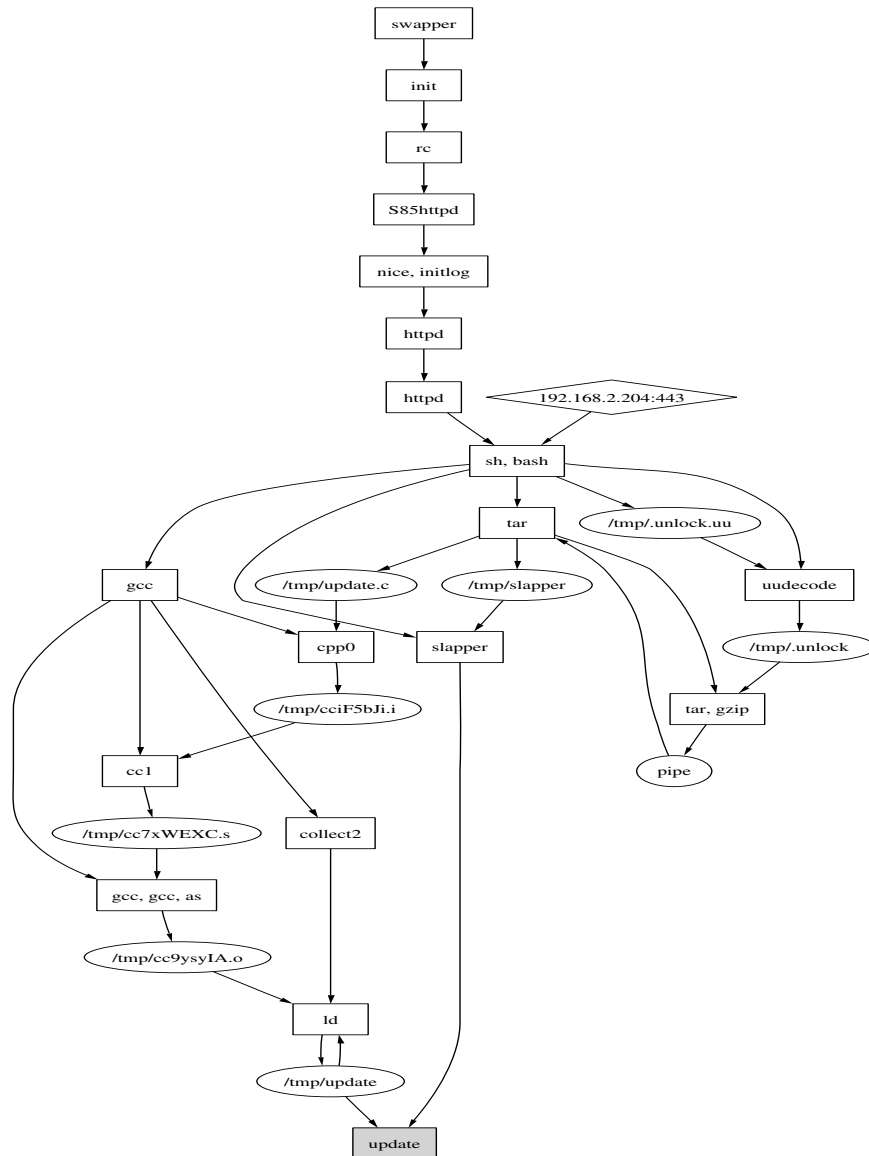 swapper
init
rc
S85httpd
nice, initlog
httpd
httpd
192.168.2.204:443
sh, bash
tar
/tmp/.unlock.uu
gcc
/tmp/update.c
/tmp/slapper
uudecode
cpp0
slapper
/tmp/.unlock
/tmp/cciF5bJi.i
tar, gzip
cc1
pipe
/tmp/cc7xWEXC.s
collect2
gcc, gcc, as
/tmp/cc9ysyIA.o
ld
/tmp/update
update